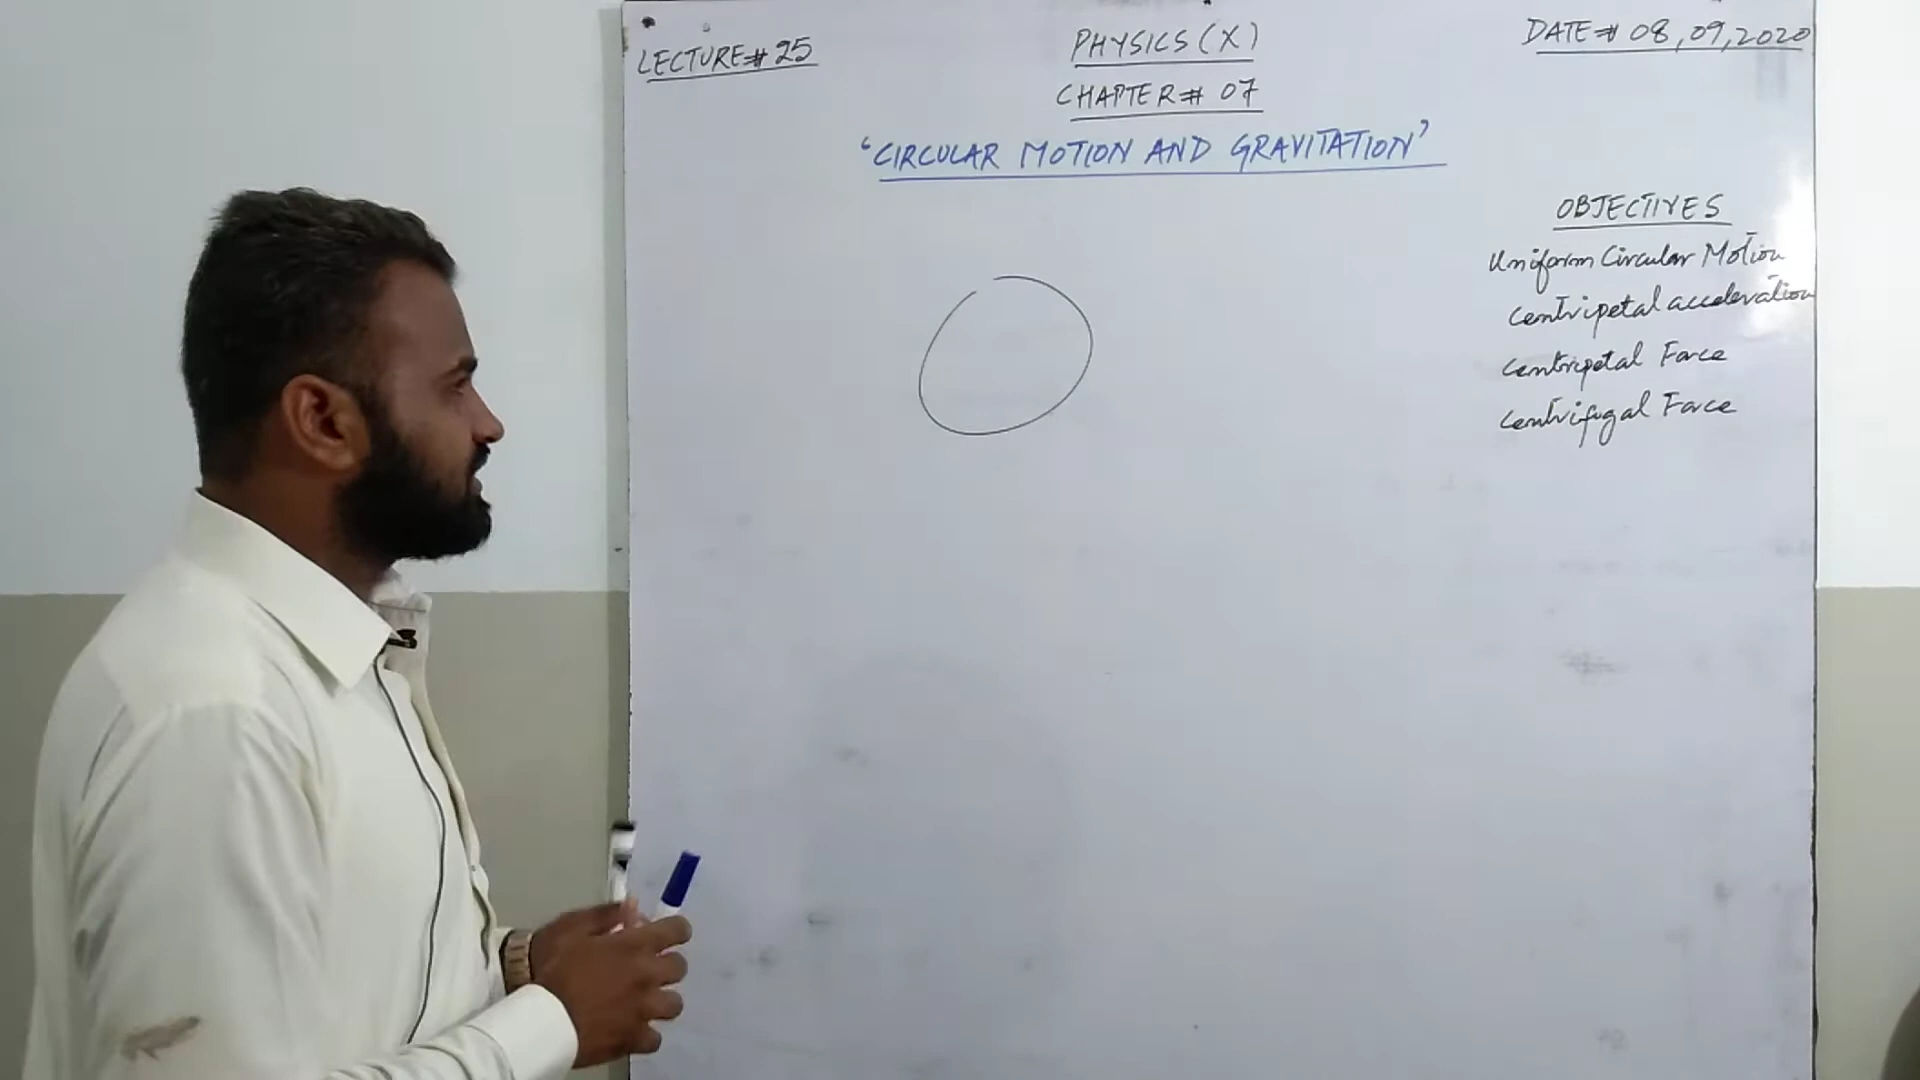 LECTURE# 25
PHYSICS (X)
DATE# 08,09,2020
CHAPTER# 07
"CIRCULAR MOTION AND GRAVITATION"
OBJECTIVES
Uniform Circular Motion
Centripetal acceleration
Centripetal Force
Centrifugal Force